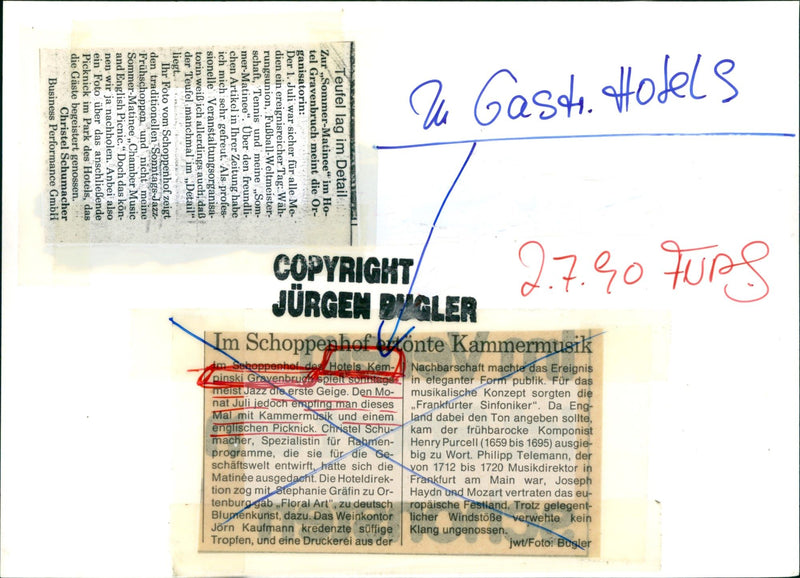 Teufel lag im Detail
Zur „Sommer-Matinee“ im Ho-
tel Gravenbruch meint die Or-
ganisatorin:
Der 1. Juli war sicher für alle Me-
dien ein ereignisreicher Tag: Wäh-
rungsunion, Fußball-Weltmeister-
schaft, Tennis und meine „Som-
mer-Matinee“. Über den freundli-
chen Artikel in Ihrer Zeitung habe
ich mich sehr gefreut. Als profes-
sionelle Veranstaltungsorganisa-
torin weiß ich allerdings auch, daß
der Teufel manchmal im „Detail“
liegt.
Ihr Foto vom Schoppenhof zeigt
den traditionellen Sonntags-Jazz-
Frühschoppen und nicht meine
Sommer-Matinee „Chamber Music
and English Picnic.“ Doch das kön-
nen wir ja nachholen. Anbei also
ein Foto über das anschließende
Picknick im Park des Hotels, das
die Gäste begeistert genossen.
Christel Schumacher
Business Performance GmbH
Gastr. Hotels
2.7.90
COPYRIGHT
JÜRGEN BUGLER
Im Schoppenhof ertönte Kammermusik
Im Schoppenhof des Hotels Kem-
pinski Gravenbruch spielt sonntags
meist Jazz die erste Geige. Den Mo-
nat Juli jedoch empfing man dieses
Mal mit Kammermusik und einem
englischen Picknick. Christel Schu-
macher, Spezialistin für Rahmen-
programme, die sie für die Ge-
schäftswelt entwirft, hatte sich die
Matinée ausgedacht. Die Hoteldirek-
tion zog mit. Stephanie Gräfin zu Or-
tenburg gab „Floral Art“, zu deutsch
Blumenkunst, dazu. Das Weinkontor
Jörn Kaufmann kredenzte süffige
Tropfen, und eine Druckerei aus der
Nachbarschaft machte das Ereignis
in eleganter Form publik. Für das
musikalische Konzept sorgten die
„Frankfurter Sinfoniker“. Da Eng-
land dabei den Ton angeben sollte,
kam der frühbarocke Komponist
Henry Purcell (1659 bis 1695) ausgie-
big zu Wort. Philipp Telemann, der
von 1712 bis 1720 Musikdirektor in
Frankfurt am Main war, Joseph
Haydn und Mozart vertraten das eu-
ropäische Festland. Trotz gelegent-
licher Windstöße verwehte kein
Klang ungenossen.
jwt/Foto: Bugler